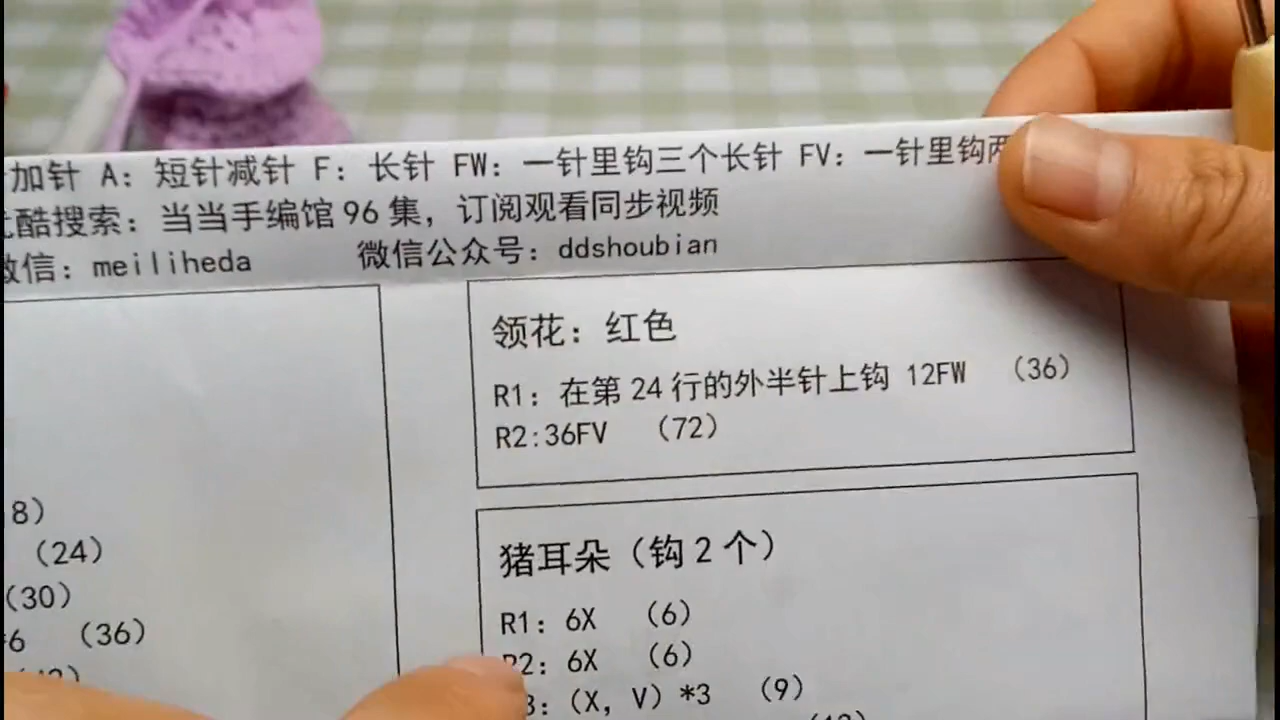 加针 A: 短针减针 F: 长针 FW: 一针里钩三个长针 FV: 一针里钩
酷搜索: 当当手编馆 96 集, 订阅观看同步视频
微信: meiliheda 微信公众号: ddshoubian
领花: 红色
R1: 在第 24 行的外半针上钩 12FW (36)
R2:36FV (72)
8)
(24)
(30)
*6 (36)
猪耳朵 (钩 2 个)
R1: 6X (6)
R2: 6X (6)
3: (X, V) *3 (9)